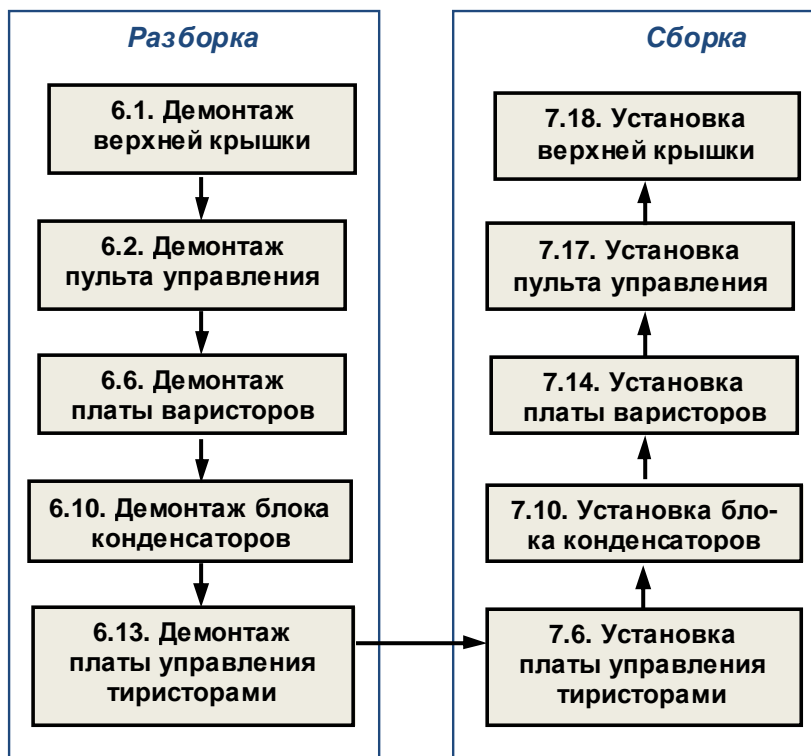 Разборка
6.1. Демонтаж
верхней крышки
6.2. Демонтаж
пульта управления
6.6. Демонтаж
платы варисторов
6.10. Демонтаж блока
конденсаторов
6.13. Демонтаж
платы управления
тиристорами
Сборка
7.18. Установка
верхней крышки
7.17. Установка
пульта управления
7.14. Установка
платы варисторов
7.10. Установка бло-
ка конденсаторов
7.6. Установка
платы управления
тиристорами